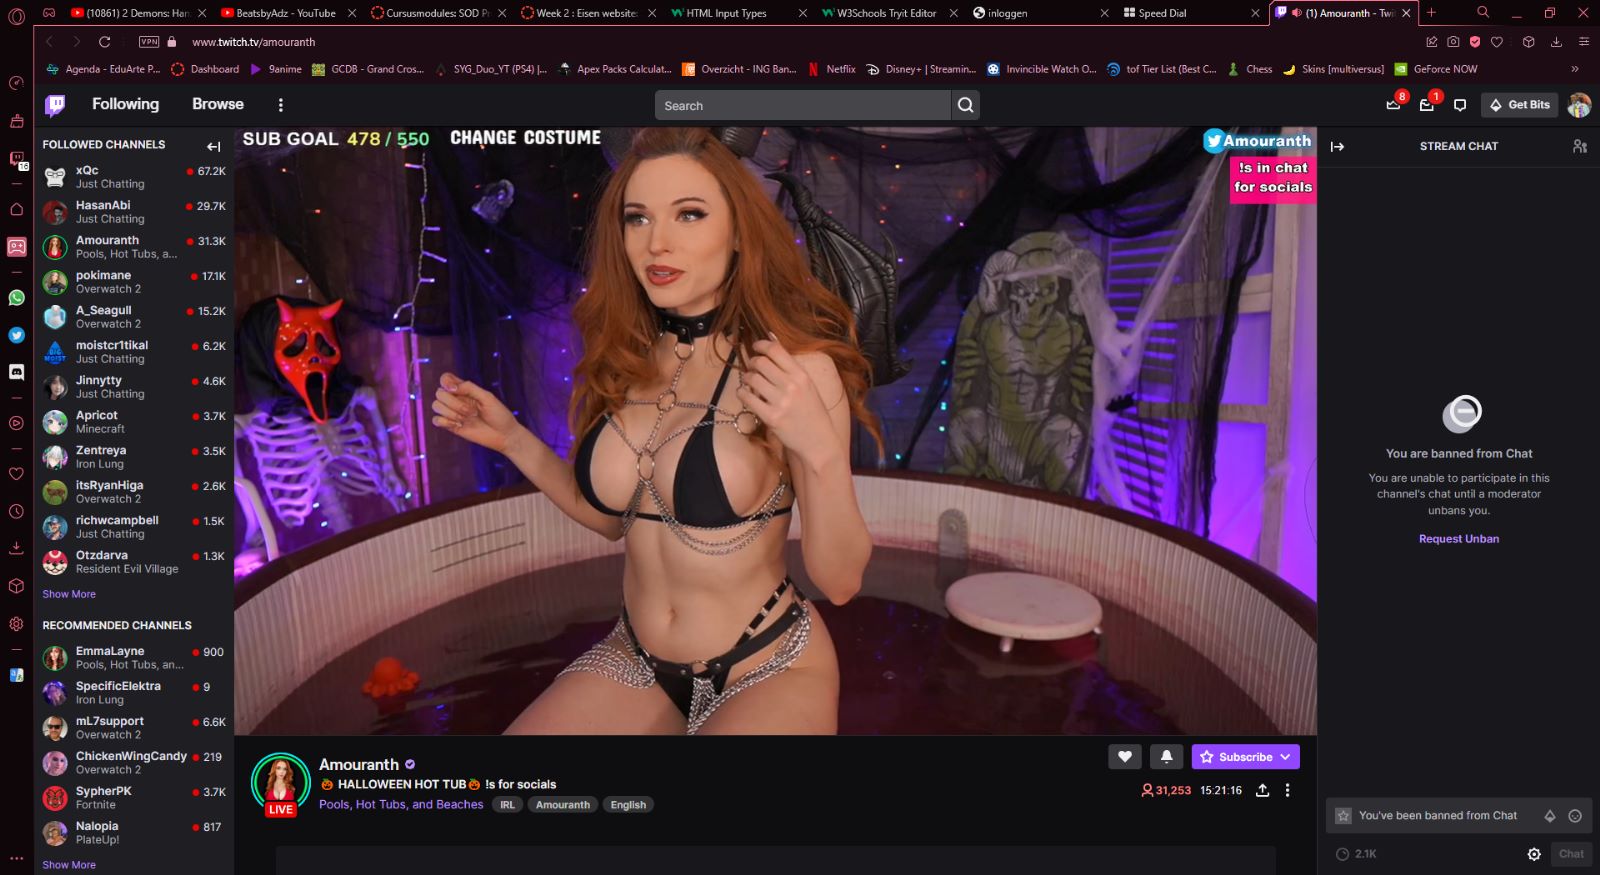 (10861) 2 Demons: Han
BeatsbyAdz - YouTube
Cursusmodules: SOD P
Week 2 : Eisen website
HTML Input Types
W3Schools Tryit Editor
inloggen
Speed Dial
(1) Amouranth - Twi
VPN
www.twitch.tv/amouranth
Agenda - EduArte P...
Dashboard
9anime
GCDB - Grand Cros...
SYG_Duo_YT (PS4) |...
Apex Packs Calculat...
Overzicht - ING Ban...
Netflix
Disney+ | Streamin...
Invincible Watch O...
tof Tier List (Best C...
Chess
Skins [multiversus]
GeForce NOW
Following
Browse
Search
8
1
Get Bits
FOLLOWED CHANNELS
xQc
67.2K
Just Chatting
HasanAbi
29.7K
Just Chatting
Amouranth
31.3K
Pools, Hot Tubs, a...
pokimane
17.1K
Overwatch 2
A_Seagull
15.2K
Overwatch 2
moistcr1tikal
6.2K
Just Chatting
Jinnytty
4.6K
Just Chatting
Apricot
3.7K
Minecraft
Zentreya
3.5K
Iron Lung
itsRyanHiga
2.6K
Overwatch 2
richwcampbell
1.5K
Just Chatting
Otzdarva
1.3K
Resident Evil Village
Show More
RECOMMENDED CHANNELS
EmmaLayne
900
Pools, Hot Tubs, an...
SpecificElektra
9
Iron Lung
mL7support
6.6K
Overwatch 2
ChickenWingCandy
219
Overwatch 2
SypherPK
3.7K
Fortnite
Nalopia
817
PlateUp!
Show More
SUB GOAL 478 / 550 CHANGE COSTUME
Amouranth
!s in chat
for socials
Amouranth
HALLOWEEN HOT TUB !s for socials
Pools, Hot Tubs, and Beaches IRL Amouranth English
LIVE
Subscribe
31,253 15:21:16
STREAM CHAT
You are banned from Chat
You are unable to participate in this
channel's chat until a moderator
unbans you.
Request Unban
You've been banned from Chat
2.1K
Chat